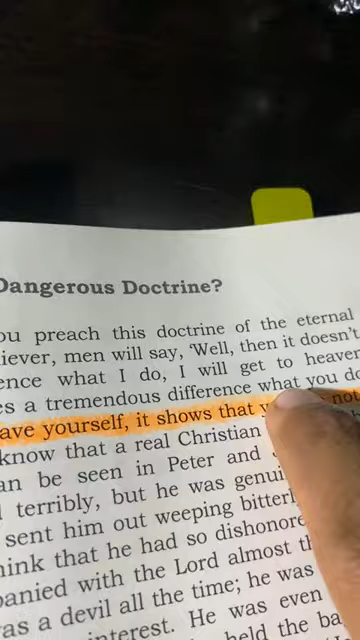 Dangerous Doctrine?
ou preach this doctrine of the eternal
iever, men will say, 'Well, then it doesn't
ence what I do, I will get to heaven
es a tremendous difference what you do
ave yourself, it shows that not
know that a real Christian
an be seen in Peter and
terribly, but he was genui
sent him out weeping bitterl
hink that he had so dishonore
panied with the Lord almost th
as a devil all the time; he was
interest. He was even
held the ba